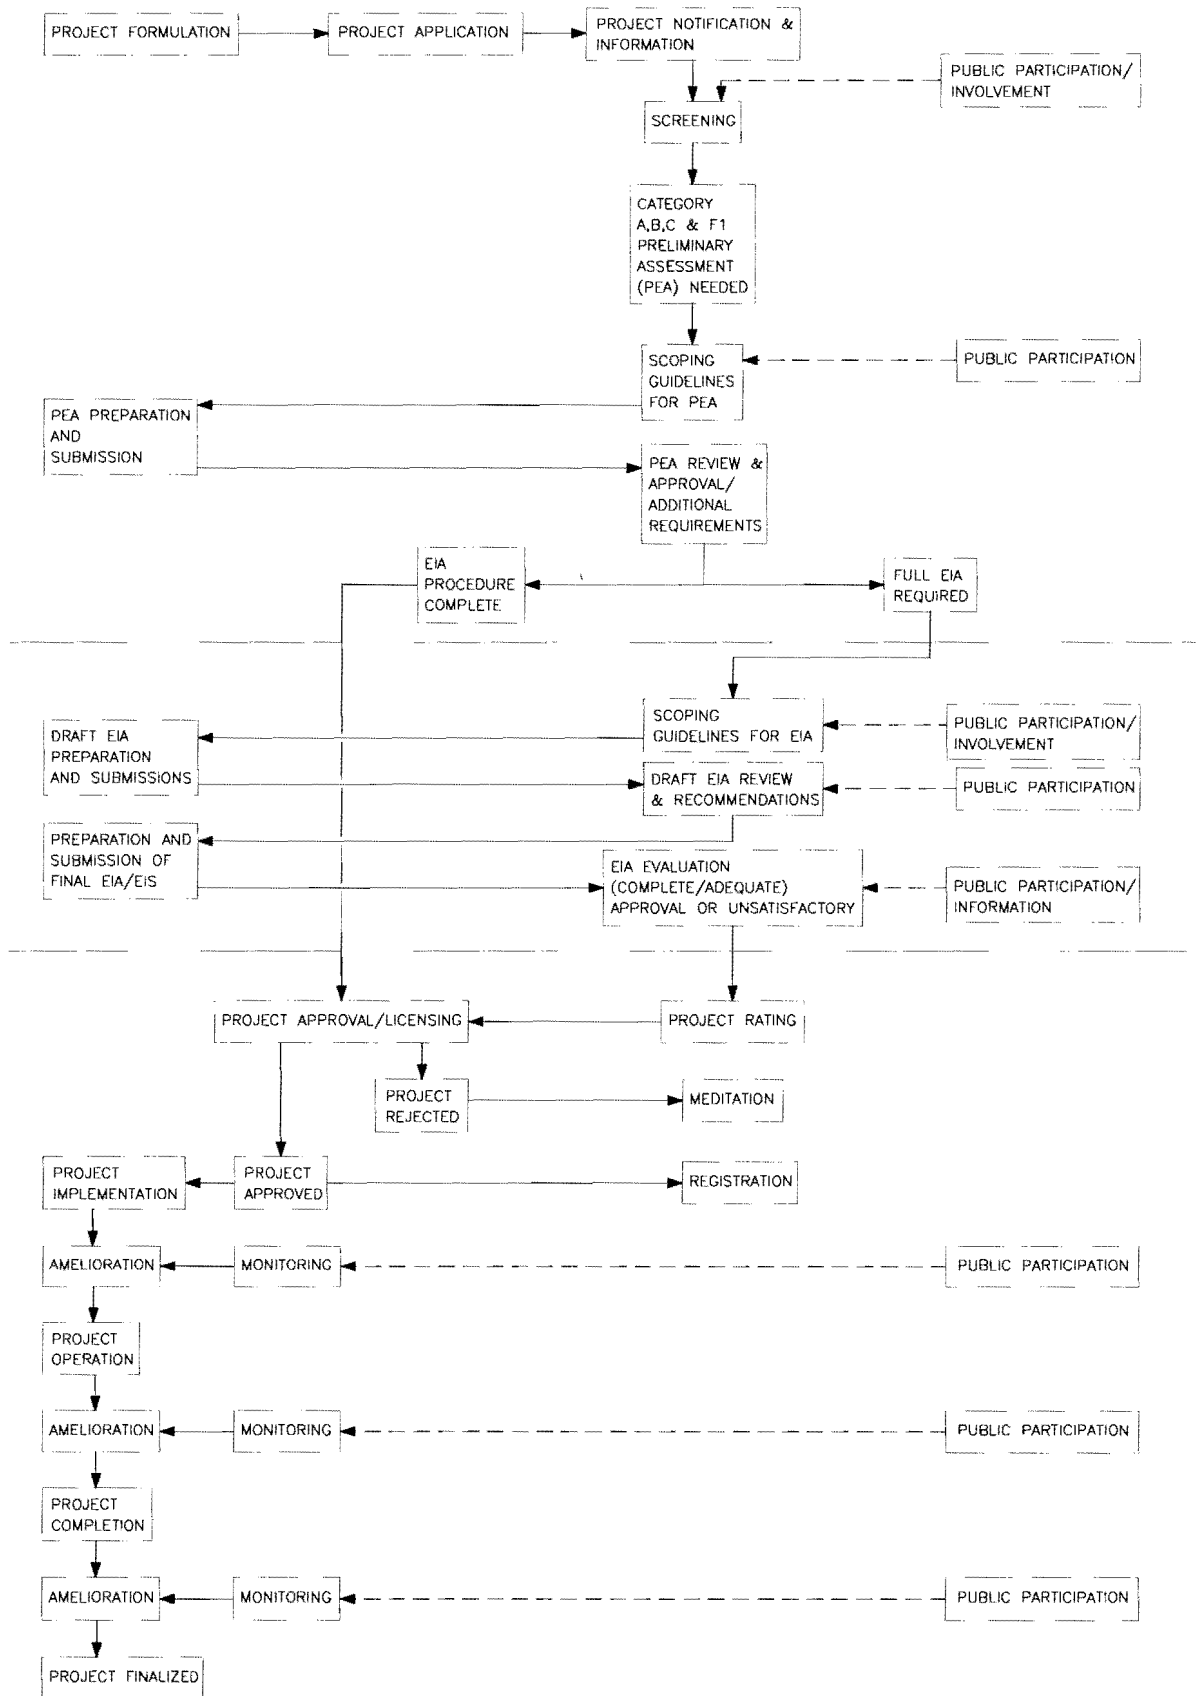 PROJECT FORMULATION
PROJECT APPLICATION
PROJECT NOTIFICATION &
INFORMATION
PUBLIC PARTICIPATION/
INVOLVEMENT
SCREENING
CATEGORY
A,B,C & F1
PRELIMINARY
ASSESSMENT
(PEA) NEEDED
SCOPING
GUIDELINES
FOR PEA
PUBLIC PARTICIPATION
PEA PREPARATION
AND
SUBMISSION
PEA REVIEW &
APPROVAL/
ADDITIONAL
REQUIREMENTS
EIA
PROCEDURE
COMPLETE
FULL EIA
REQUIRED
SCOPING
GUIDELINES FOR EIA
PUBLIC PARTICIPATION/
INVOLVEMENT
DRAFT EIA
PREPARATION
AND SUBMISSIONS
DRAFT EIA REVIEW
& RECOMMENDATIONS
PUBLIC PARTICIPATION
PREPARATION AND
SUBMISSION OF
FINAL EIA/EIS
EIA EVALUATION
(COMPLETE/ADEQUATE)
APPROVAL OR UNSATISFACTORY
PUBLIC PARTICIPATION/
INFORMATION
PROJECT APPROVAL/LICENSING
PROJECT RATING
PROJECT
REJECTED
MEDITATION
PROJECT
IMPLEMENTATION
PROJECT
APPROVED
REGISTRATION
AMELIORATION
MONITORING
PUBLIC PARTICIPATION
PROJECT
OPERATION
AMELIORATION
MONITORING
PUBLIC PARTICIPATION
PROJECT
COMPLETION
AMELIORATION
MONITORING
PUBLIC PARTICIPATION
PROJECT FINALIZED